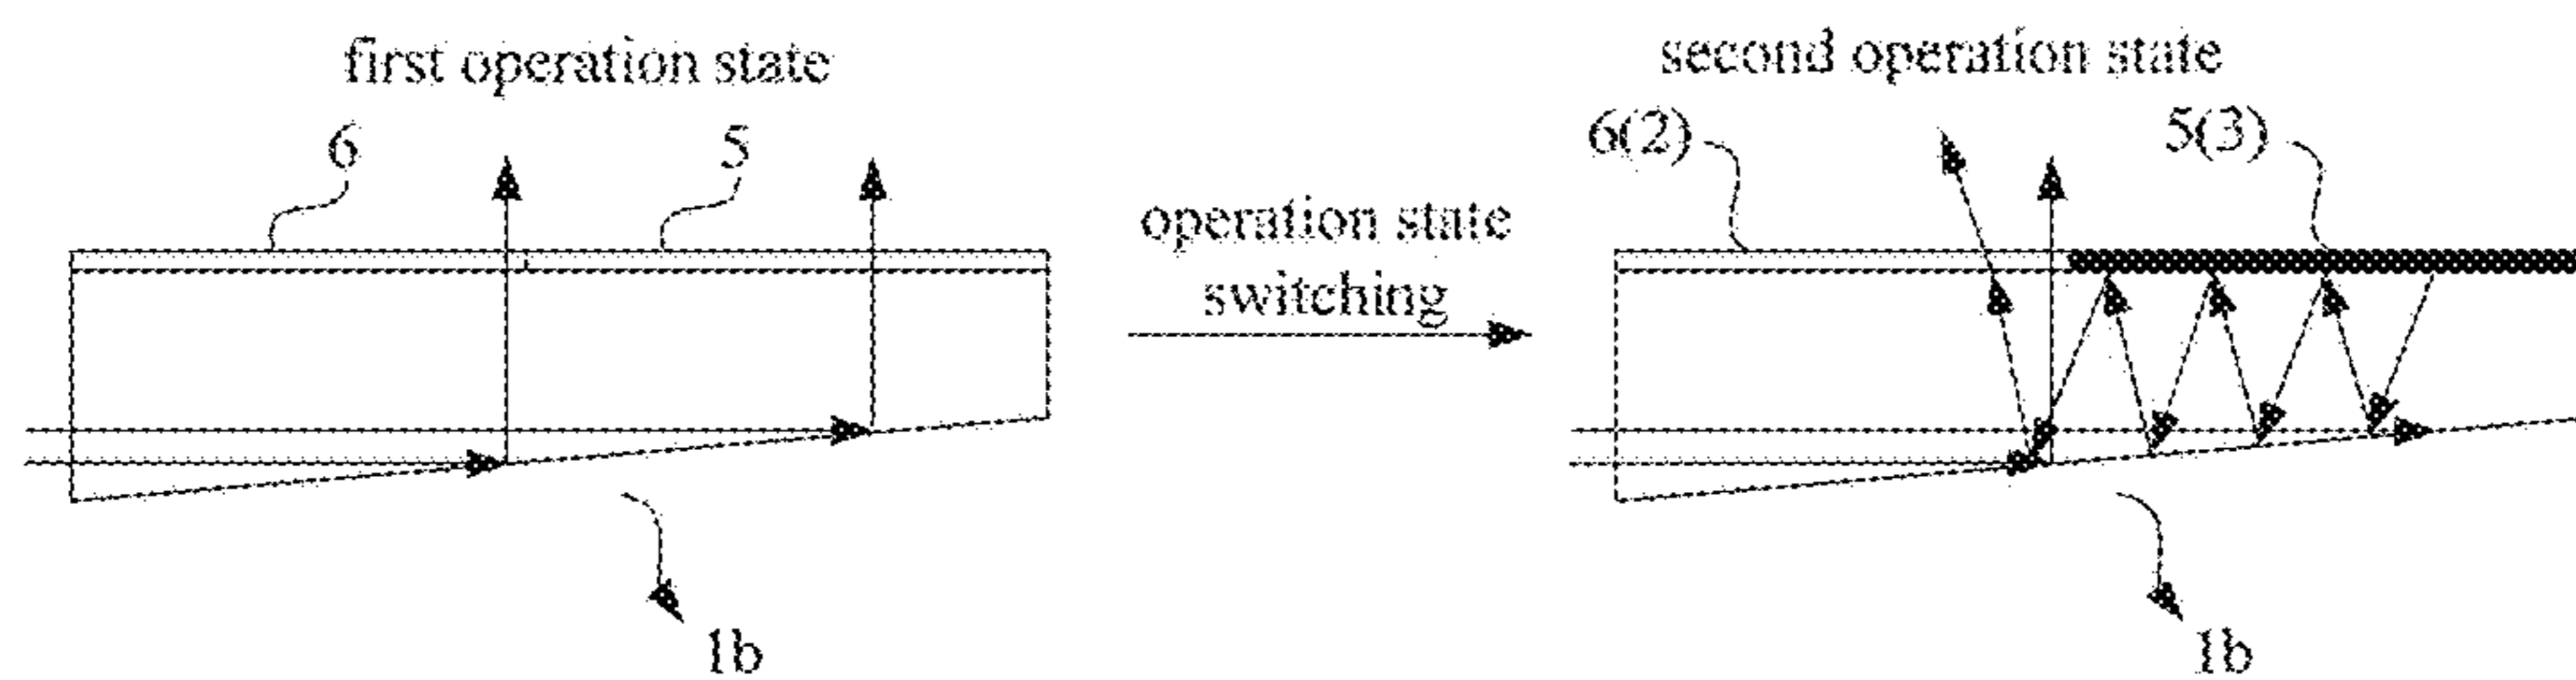 first operation state
6
5
1b
operation state
switching
second operation state
6(2)
5(3)
1b